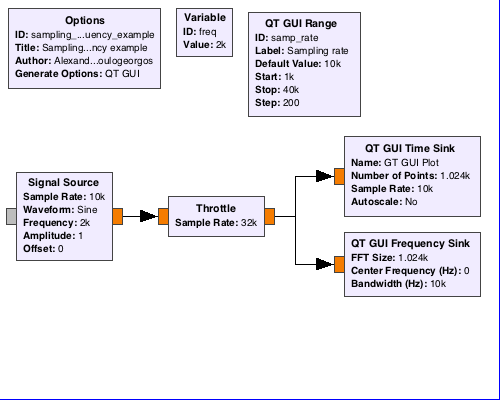 Options
ID: sampling_...uency_example
Title: Sampling...ncy example
Author: Alexand...oulogeorgos
Generate Options: QT GUI
Variable
ID: freq
Value: 2k
QT GUI Range
ID: samp_rate
Label: Sampling rate
Default Value: 10k
Start: 1k
Stop: 40k
Step: 200
Signal Source
Sample Rate: 10k
Waveform: Sine
Frequency: 2k
Amplitude: 1
Offset: 0
Throttle
Sample Rate: 32k
QT GUI Time Sink
Name: GT GUI Plot
Number of Points: 1.024k
Sample Rate: 10k
Autoscale: No
QT GUI Frequency Sink
FFT Size: 1.024k
Center Frequency (Hz): 0
Bandwidth (Hz): 10k